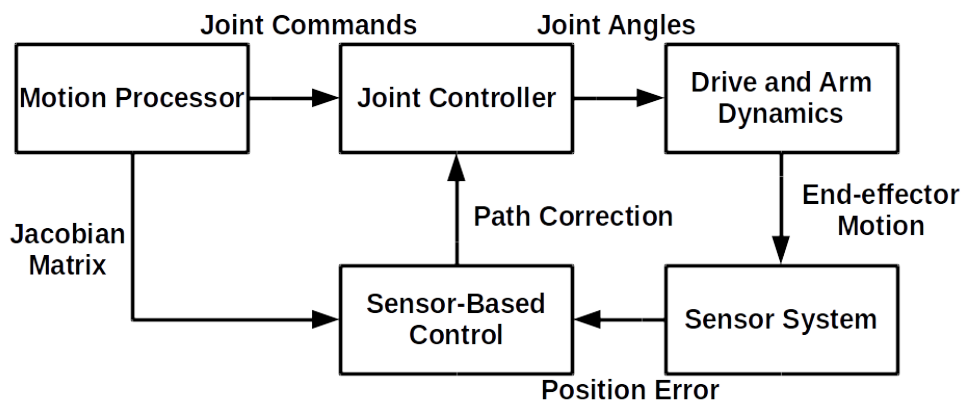 Joint Commands
Joint Angles
Motion Processor
Joint Controller
Drive and Arm
Dynamics
End-effector
Motion
Path Correction
Jacobian
Matrix
Sensor-Based
Control
Sensor System
Position Error